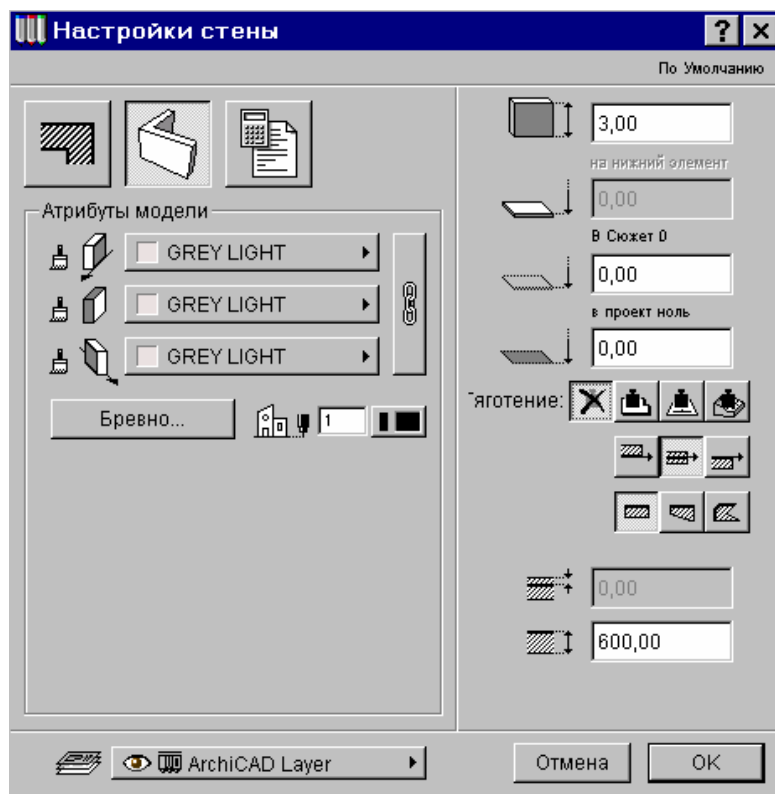 Настройки стены
По Умолчанию
Атрибуты модели
GREY LIGHT
GREY LIGHT
GREY LIGHT
Бревно...
1
3,00
на нижний элемент
0,00
В Сюжет 0
0,00
в проект ноль
0,00
яготение:
0,00
600,00
ArchiCAD Layer
Отмена
OK